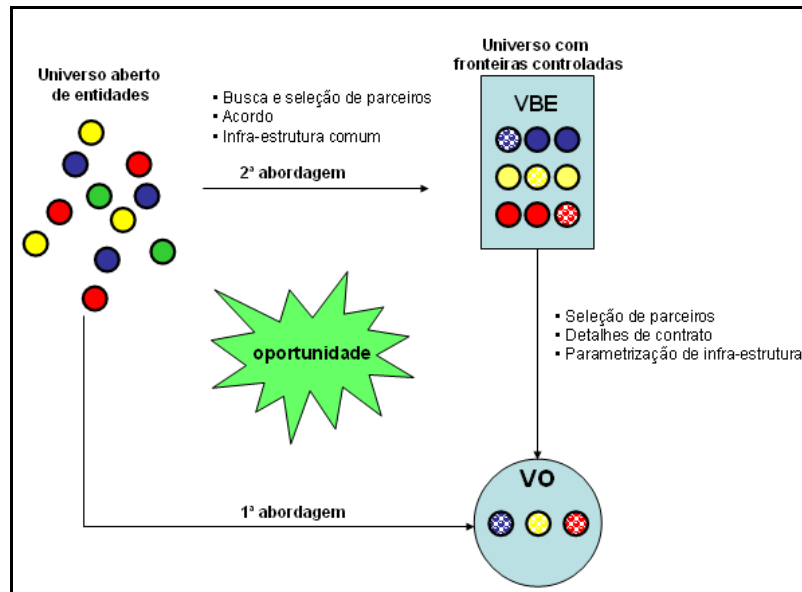 Universo aberto
de entidades
▪ Busca e seleção de parceiros
▪ Acordo
▪ Infra-estrutura comum
2ª abordagem
Universo com
fronteiras controladas
VBE
▪ Seleção de parceiros
▪ Detalhes de contrato
▪ Parametrização de infra-estrutura
oportunidade
1ª abordagem
VO